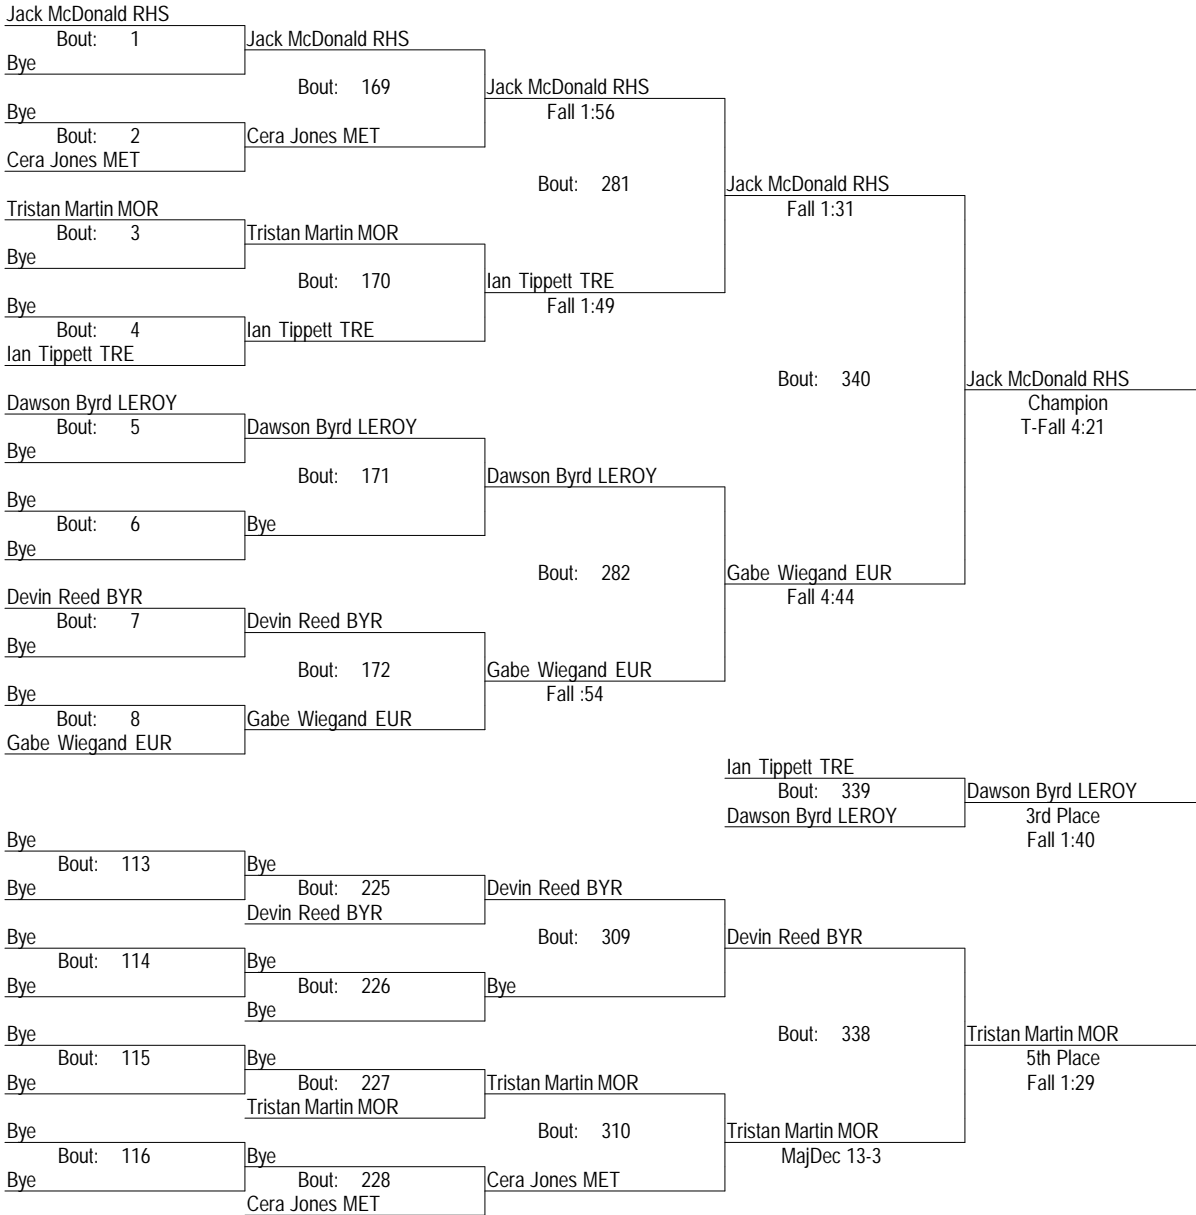 Jack McDonald RHS
Bout: 1
Jack McDonald RHS
Bye
Bout: 169
Jack McDonald RHS
Bye
Fall 1:56
Bout: 2
Cera Jones MET
Cera Jones MET
Bout: 281
Jack McDonald RHS
Tristan Martin MOR
Fall 1:31
Bout: 3
Tristan Martin MOR
Bye
Bout: 170
Ian Tippett TRE
Bye
Fall 1:49
Bout: 4
Ian Tippett TRE
Ian Tippett TRE
Bout: 340
Jack McDonald RHS
Dawson Byrd LEROY
Champion
Bout: 5
Dawson Byrd LEROY
T-Fall 4:21
Bye
Bout: 171
Dawson Byrd LEROY
Bye
Bout: 6
Bye
Bye
Bout: 282
Gabe Wiegand EUR
Devin Reed BYR
Fall 4:44
Bout: 7
Devin Reed BYR
Bye
Bout: 172
Gabe Wiegand EUR
Bye
Fall :54
Bout: 8
Gabe Wiegand EUR
Gabe Wiegand EUR
Ian Tippett TRE
Bout: 339
Dawson Byrd LEROY
Dawson Byrd LEROY
3rd Place
Fall 1:40
Bye
Bout: 113
Bye
Bye
Bout: 225
Devin Reed BYR
Devin Reed BYR
Bye
Bout: 309
Devin Reed BYR
Bout: 114
Bye
Bye
Bout: 226
Bye
Bye
Bye
Bout: 338
Tristan Martin MOR
Bout: 115
Bye
5th Place
Bye
Bout: 227
Tristan Martin MOR
Fall 1:29
Tristan Martin MOR
Bye
Bout: 310
Tristan Martin MOR
Bout: 116
Bye
MajDec 13-3
Bye
Bout: 228
Cera Jones MET
Cera Jones MET